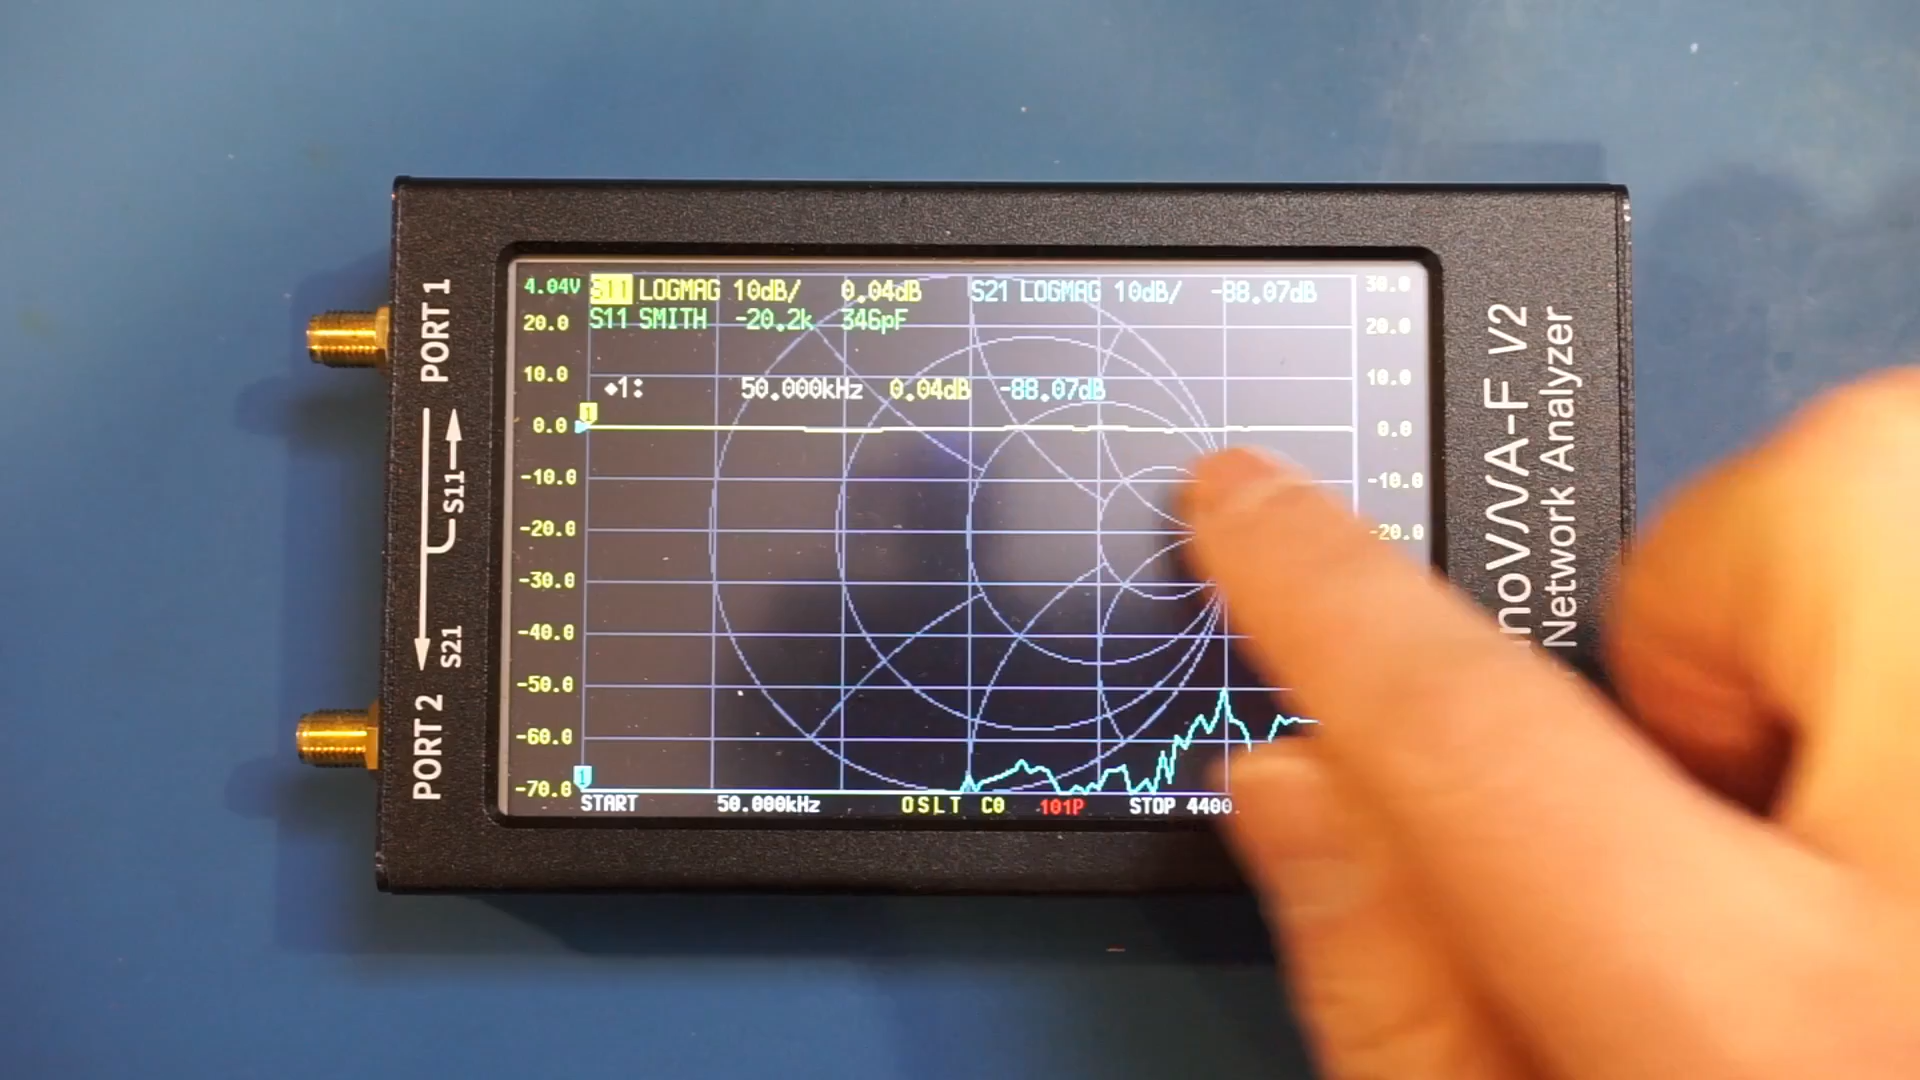 4.04V S11 LOGMAG 10dB/ 0.04dB S21 LOGMAG 10dB/ -88.07dB 30.0
20.0 S11 SMITH -20.2k 346pF 20.0
10.0 10.0
◆1: 50.000kHz 0.04dB -88.07dB
1
0.0 0.0
-10.0 -10.0
-20.0 -20.0
-30.0
-40.0
-50.0
-60.0
1
-70.0
START 50.000kHz OSLT C0 101P STOP 4400.
PORT 1
S11
S21
PORT 2
noVNA-F V2
Network Analyzer